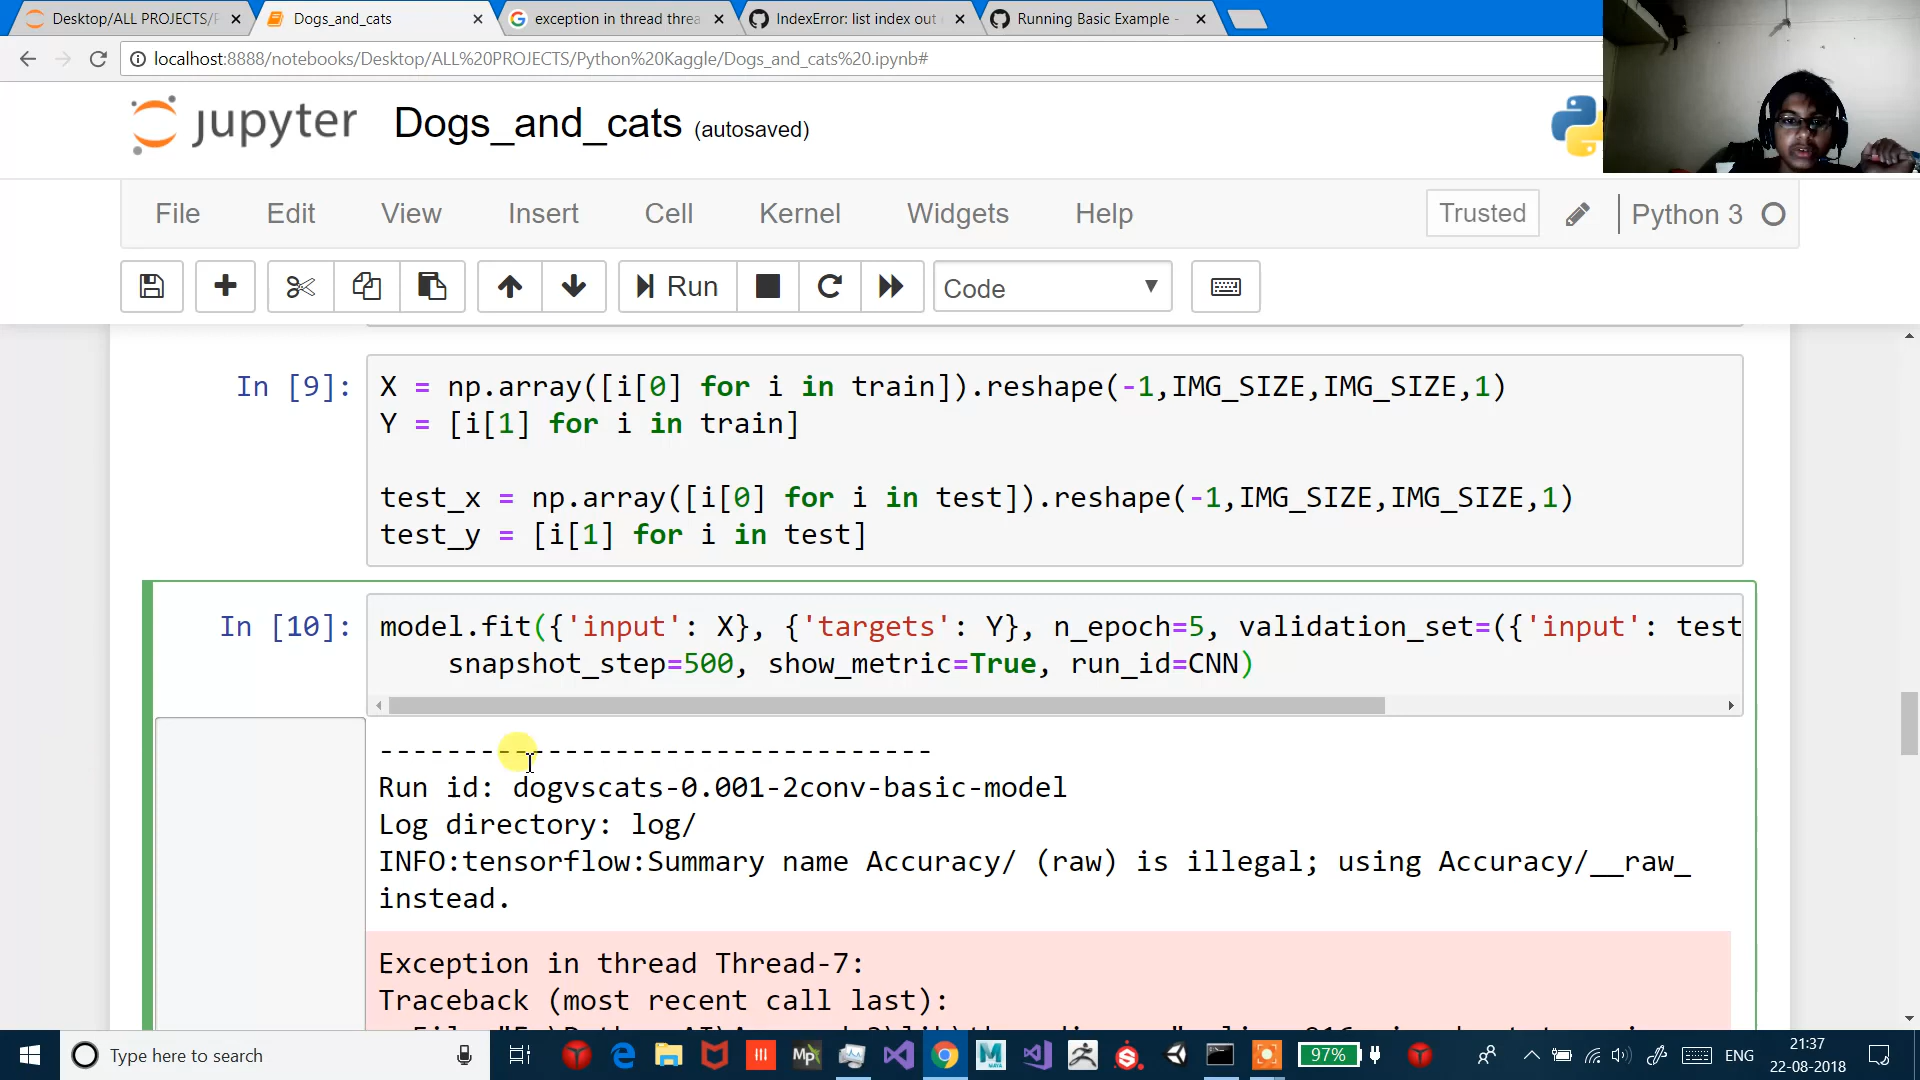 Desktop/ALL PROJECTS/P
Dogs_and_cats
exception in thread threa
IndexError: list index out
Running Basic Example -
localhost:8888/notebooks/Desktop/ALL%20PROJECTS/Python%20Kaggle/Dogs_and_cats%20.ipynb#
jupyter Dogs_and_cats (autosaved)
File Edit View Insert Cell Kernel Widgets Help Trusted Python 3
Run Code
In [9]: X = np.array([i[0] for i in train]).reshape(-1,IMG_SIZE,IMG_SIZE,1)
Y = [i[1] for i in train]
test_x = np.array([i[0] for i in test]).reshape(-1,IMG_SIZE,IMG_SIZE,1)
test_y = [i[1] for i in test]
In [10]: model.fit({'input': X}, {'targets': Y}, n_epoch=5, validation_set=({'input': test
snapshot_step=500, show_metric=True, run_id=CNN)
---------------------------------
Run id: dogvscats-0.001-2conv-basic-model
Log directory: log/
INFO:tensorflow:Summary name Accuracy/ (raw) is illegal; using Accuracy/__raw_
instead.
Exception in thread Thread-7:
Traceback (most recent call last):
Type here to search
97%
ENG
21:37
22-08-2018